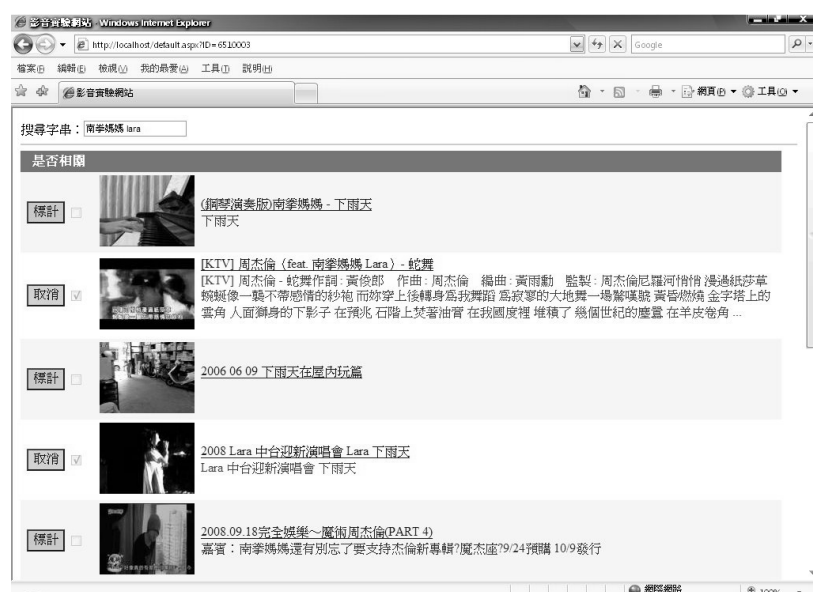 影音實驗網站 - Windows Internet Explorer
http://localhost/default.aspx?ID=6510003
Google
檔案(F) 編輯(E) 檢視(V) 我的最愛(A) 工具(T) 說明(H)
影音實驗網站
網頁(P) 工具(O)
搜尋字串：南拳媽媽 lara
是否相關
標計
(鋼琴演奏版)南拳媽媽 - 下雨天
下雨天
取消
[KTV] 周杰倫〈feat. 南拳媽媽 Lara〉- 蛇舞
[KTV] 周杰倫 - 蛇舞作詞 : 黃俊郎 作曲 : 周杰倫 編曲 : 黃雨勳 監製 : 周杰倫尼羅河悄悄 漫過紙莎草
蜿蜒像一襲不帶感情的紗袍 而妳穿上後轉身為我舞蹈 為寂寥的大地舞一場驚嘆號 黃昏燃燒 金字塔上的
雲角 人面獅身的下影子 在預兆 石階上焚著油膏 在我國度裡 堆積了 幾個世紀的塵囂 在羊皮卷角 ...
標計
2006 06 09 下雨天在屋內玩篇
取消
2008 Lara 中台迎新演唱會 Lara 下雨天
Lara 中台迎新演唱會 下雨天
標計
2008.09.18完全娛樂～魔術周杰倫(PART 4)
嘉賓：南拳媽媽還有別忘了要支持杰倫新專輯?魔杰座?9/24預購 10/9發行
網際網路
100%